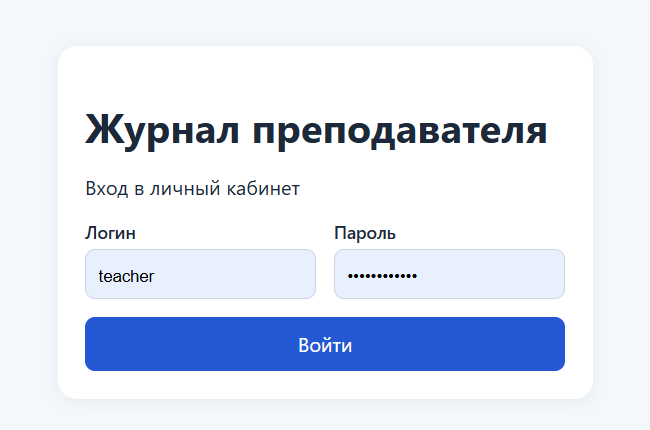 Журнал преподавателя
Вход в личный кабинет
Логин Пароль
teacher ••••••••••••
Войти